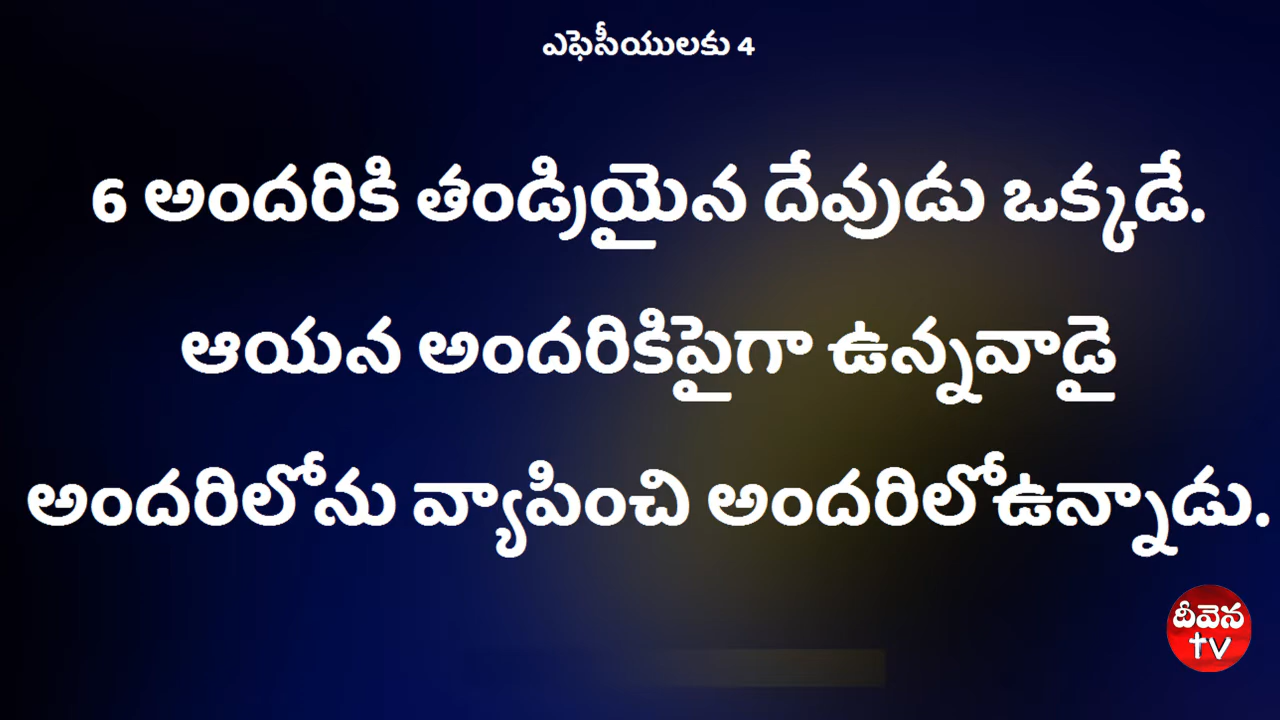 ఎఫెసీయులకు 4
6 అందరికి తండ్రియైన దేవుడు ఒక్కడే.
ఆయన అందరికిపైగా ఉన్నవాడై
అందరిలోను వ్యాపించి అందరిలోఉన్నాడు.
దీవెన
tv